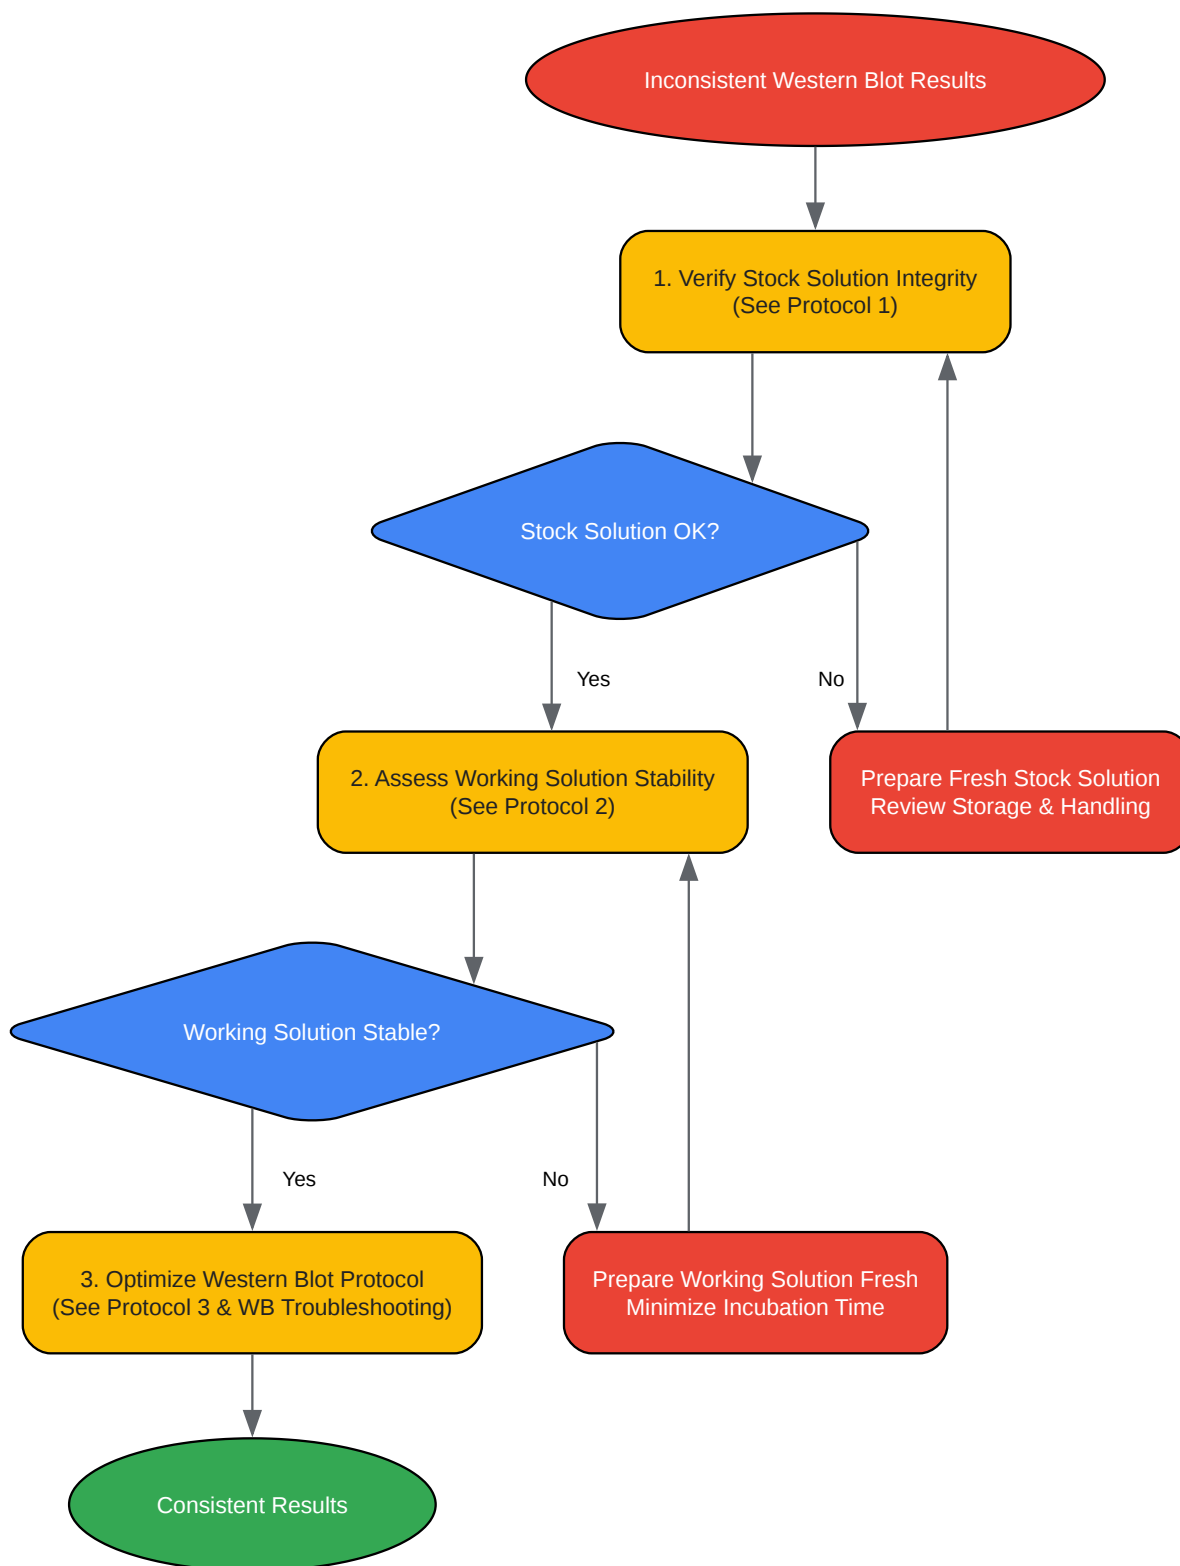 Inconsistent Western Blot Results
1. Verify Stock Solution Integrity
(See Protocol 1)
Stock Solution OK?
Yes
No
2. Assess Working Solution Stability
(See Protocol 2)
Prepare Fresh Stock Solution
Review Storage & Handling
Working Solution Stable?
Yes
No
3. Optimize Western Blot Protocol
(See Protocol 3 & WB Troubleshooting)
Prepare Working Solution Fresh
Minimize Incubation Time
Consistent Results